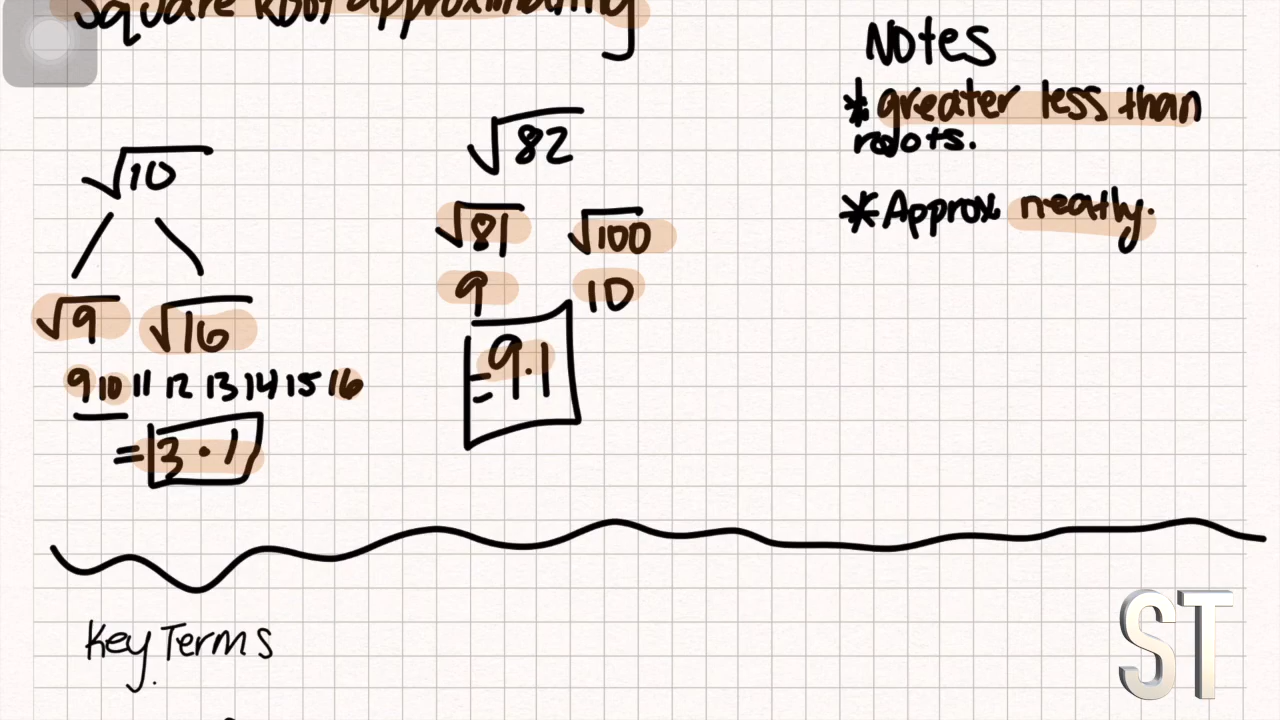 Square Root approximating
√10
√9 √16
9 10 11 12 13 14 15 16
= 3.1
√82
√81 √100
9 10
= 9.1
Notes
* greater less than
roots.
* Approx neatly.
Key Terms
ST